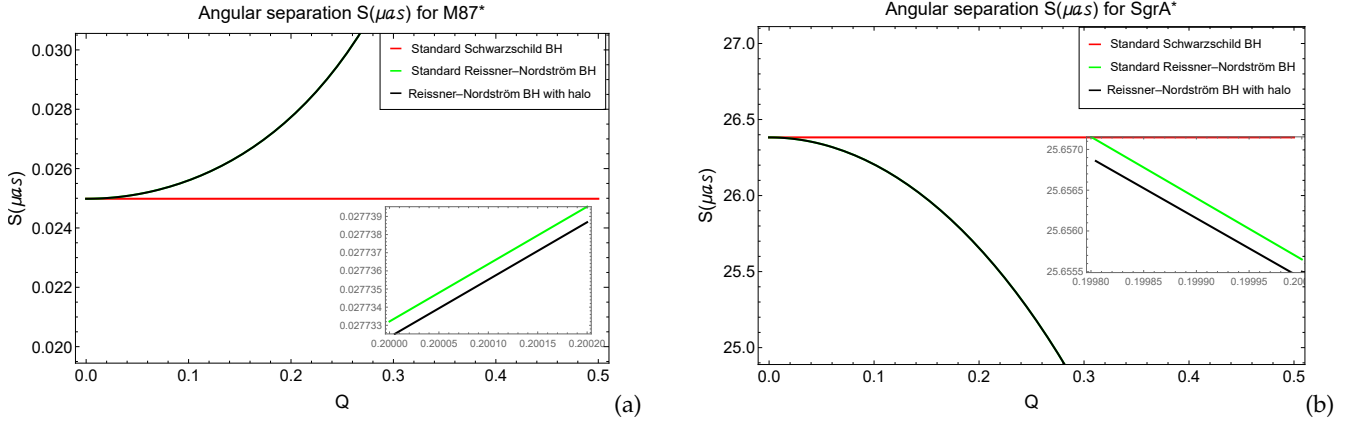 Angular separation S(μas) for M87*
0.030
0.028
0.026
0.024
0.022
0.020
S(μas)
Standard Schwarzschild BH
Standard Reissner–Nordström BH
Reissner–Nordström BH with halo
0.027739
0.027738
0.027737
0.027736
0.027735
0.027734
0.027733
0.20000 0.20005 0.20010 0.20015 0.20020
0.0 0.1 0.2 0.3 0.4 0.5
Q
(a)
Angular separation S(μas) for SgrA*
27.0
26.5
26.0
25.5
25.0
S(μas)
Standard Schwarzschild BH
Standard Reissner–Nordström BH
Reissner–Nordström BH with halo
25.6570
25.6565
25.6560
25.6555
0.19980 0.19985 0.19990 0.19995 0.20
0.0 0.1 0.2 0.3 0.4 0.5
Q
(b)